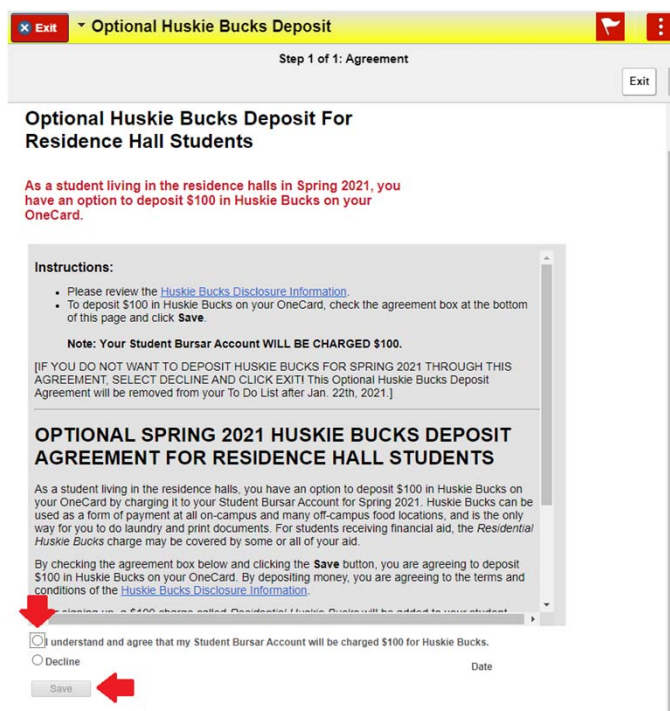 Exit Optional Huskie Bucks Deposit
Step 1 of 1: Agreement
Exit
Optional Huskie Bucks Deposit For
Residence Hall Students
As a student living in the residence halls in Spring 2021, you
have an option to deposit $100 in Huskie Bucks on your
OneCard.
Instructions:
• Please review the Huskie Bucks Disclosure Information.
• To deposit $100 in Huskie Bucks on your OneCard, check the agreement box at the bottom
of this page and click Save.
Note: Your Student Bursar Account WILL BE CHARGED $100.
[IF YOU DO NOT WANT TO DEPOSIT HUSKIE BUCKS FOR SPRING 2021 THROUGH THIS
AGREEMENT, SELECT DECLINE AND CLICK EXIT! This Optional Huskie Bucks Deposit
Agreement will be removed from your To Do List after Jan. 22th, 2021.]
OPTIONAL SPRING 2021 HUSKIE BUCKS DEPOSIT
AGREEMENT FOR RESIDENCE HALL STUDENTS
As a student living in the residence halls, you have an option to deposit $100 in Huskie Bucks on
your OneCard by charging it to your Student Bursar Account for Spring 2021. Huskie Bucks can be
used as a form of payment at all on-campus and many off-campus food locations, and is the only
way for you to do laundry and print documents. For students receiving financial aid, the Residential
Huskie Bucks charge may be covered by some or all of your aid.
By checking the agreement box below and clicking the Save button, you are agreeing to deposit
$100 in Huskie Bucks on your OneCard. By depositing money, you are agreeing to the terms and
conditions of the Huskie Bucks Disclosure Information.
signing up, a $100 charge called Residential Huskie Bucks will be added to your student
I understand and agree that my Student Bursar Account will be charged $100 for Huskie Bucks.
Decline
Date
Save